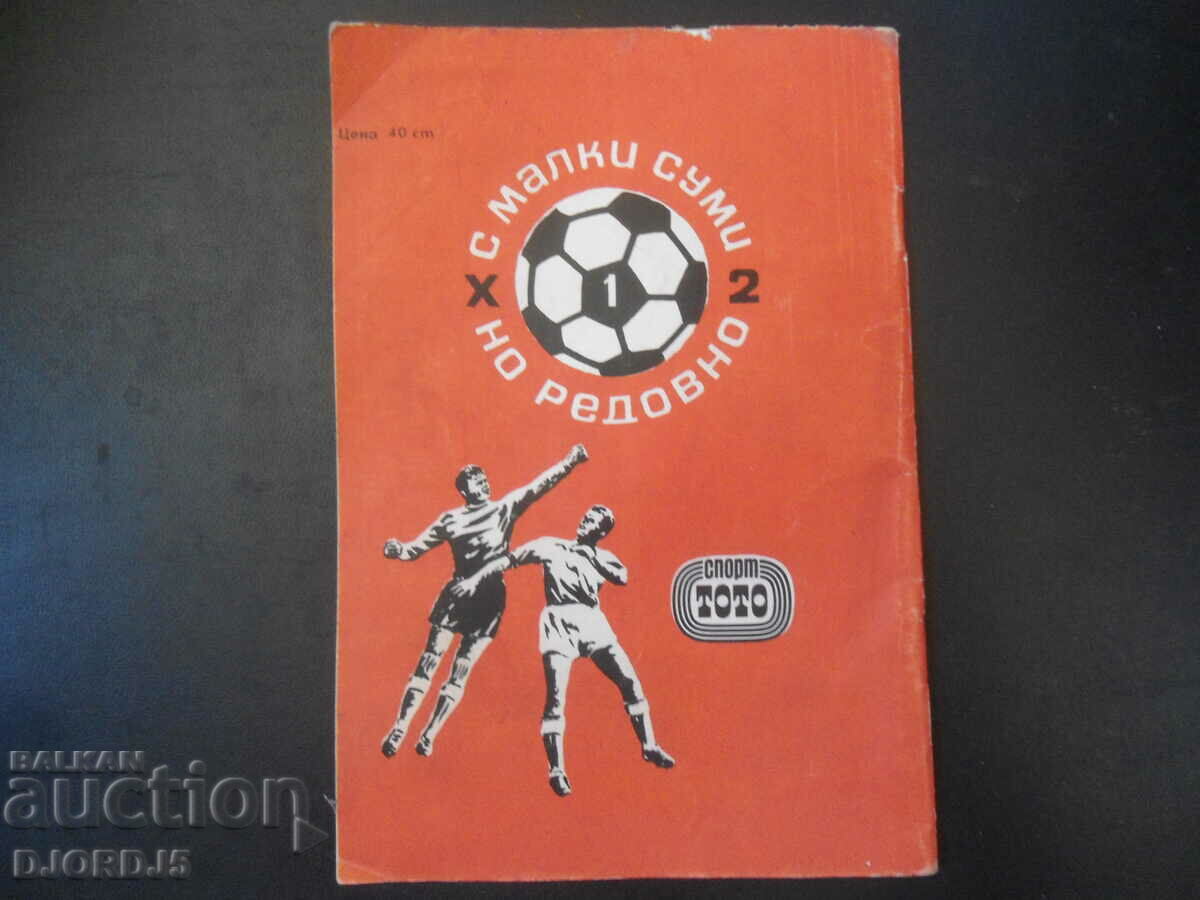 Цена 40 ст
С МАЛКИ СУМИ
X 1 2
НО РЕДОВНО
СПОРТ
ТОТО
BALKAN
auction
DJORDJ5